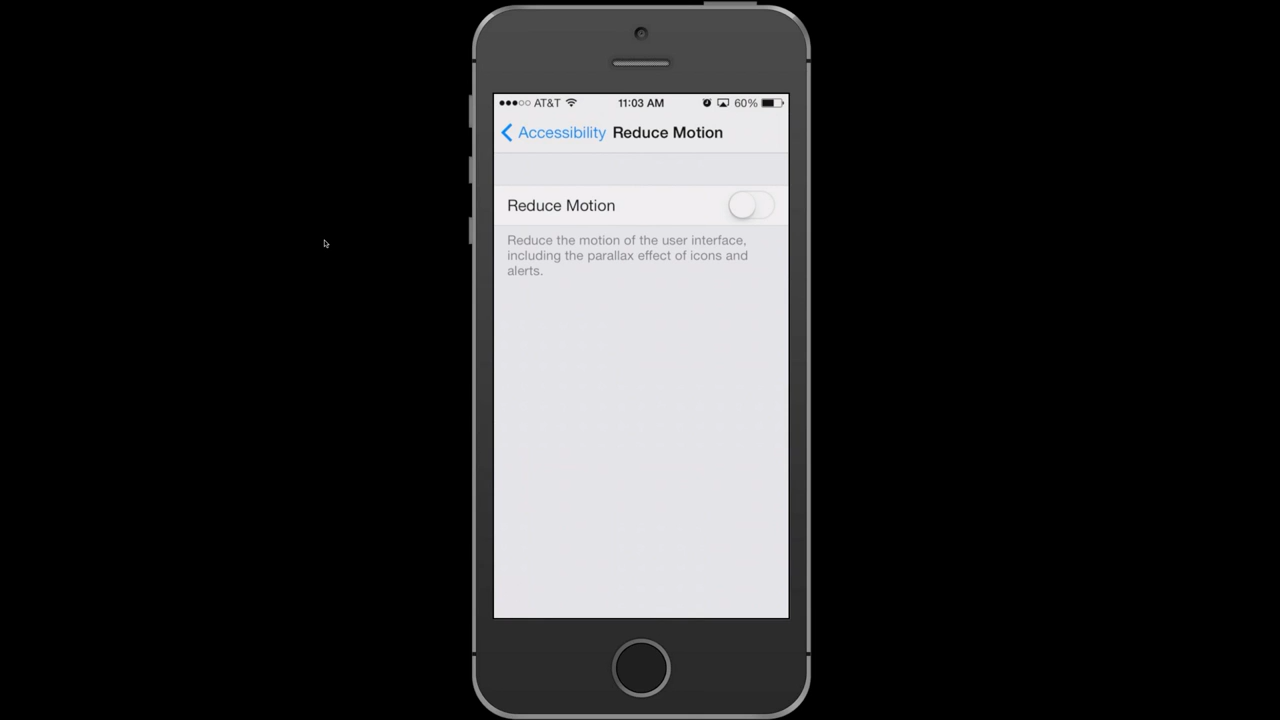 AT&T 11:03 AM 60%
Accessibility Reduce Motion
Reduce Motion
Reduce the motion of the user interface,
including the parallax effect of icons and
alerts.